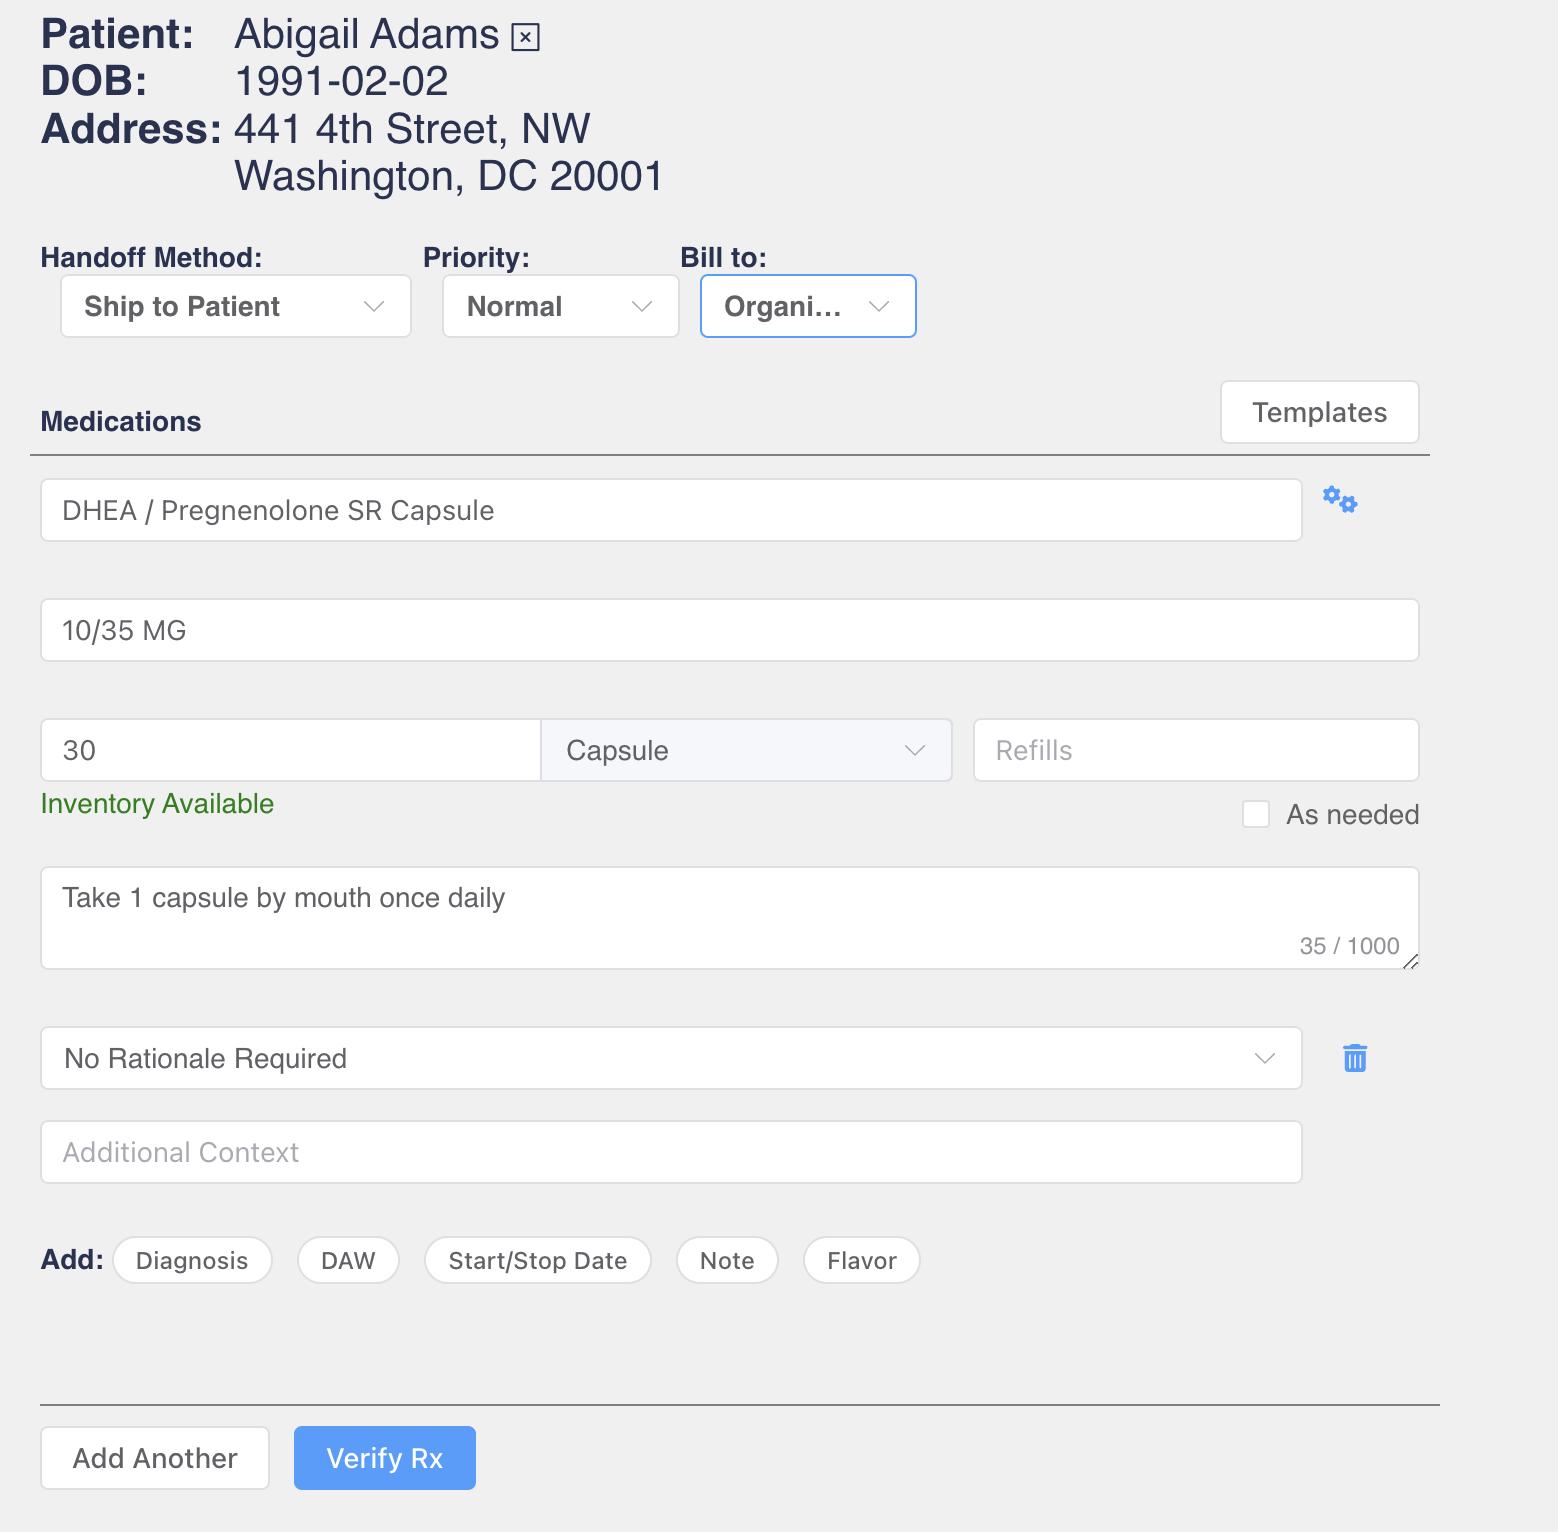 Patient: Abigail Adams
DOB: 1991-02-02
Address: 441 4th Street, NW
Washington, DC 20001
Handoff Method: Priority: Bill to:
Ship to Patient Normal Organi...
Medications Templates
DHEA / Pregnenolone SR Capsule
10/35 MG
30 Capsule Refills
Inventory Available As needed
Take 1 capsule by mouth once daily
35 / 1000
No Rationale Required
Additional Context
Add: Diagnosis DAW Start/Stop Date Note Flavor
Add Another Verify Rx